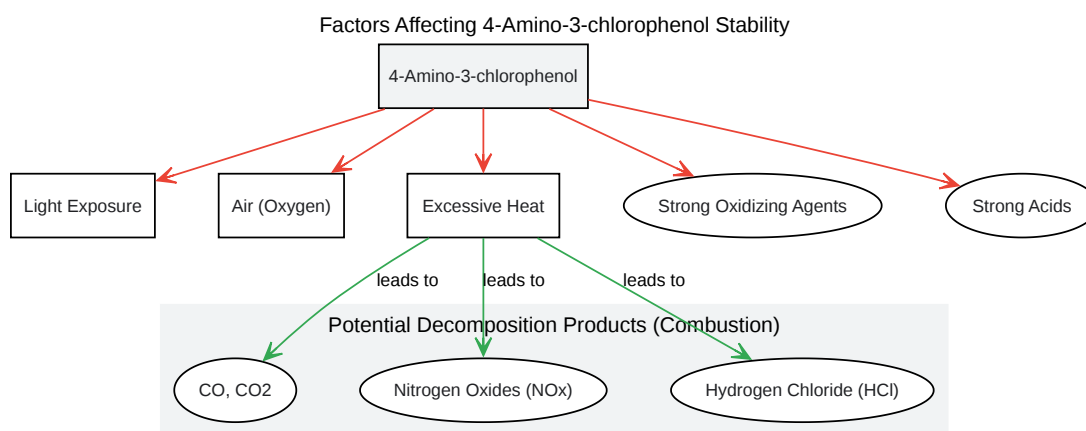 Factors Affecting 4-Amino-3-chlorophenol Stability
4-Amino-3-chlorophenol
Light Exposure
Air (Oxygen)
Excessive Heat
Strong Oxidizing Agents
Strong Acids
leads to
leads to
leads to
Potential Decomposition Products (Combustion)
CO, CO2
Nitrogen Oxides (NOx)
Hydrogen Chloride (HCl)